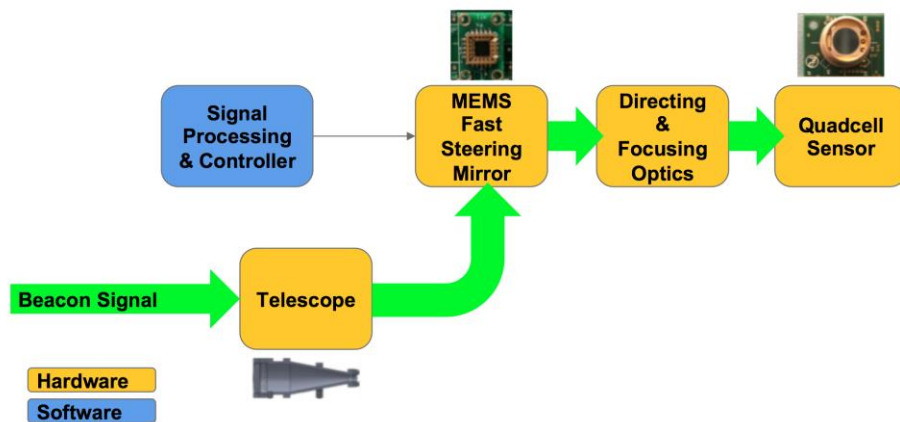 Signal
Processing
& Controller
MEMS
Fast
Steering
Mirror
Directing
&
Focusing
Optics
Quadcell
Sensor
Beacon Signal
Telescope
Hardware
Software